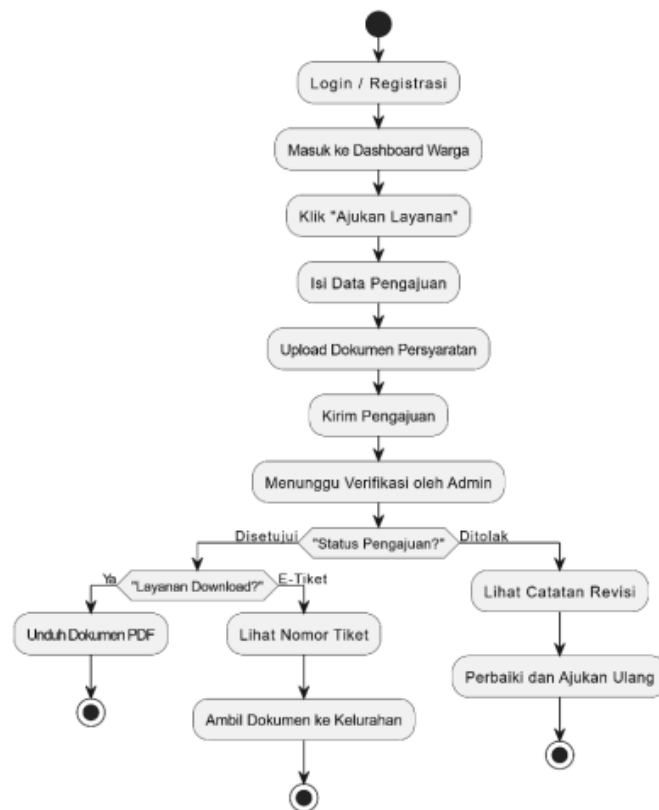 Login / Registrasi
Masuk ke Dashboard Warga
Klik "Ajukan Layanan"
Isi Data Pengajuan
Upload Dokumen Persyaratan
Kirim Pengajuan
Menunggu Verifikasi oleh Admin
Disetujui
"Status Pengajuan?"
Ditolak
Ya
"Layanan Download?"
E-Tiket
Lihat Catatan Revisi
Unduh Dokumen PDF
Lihat Nomor Tiket
Perbaiki dan Ajukan Ulang
Ambil Dokumen ke Kelurahan